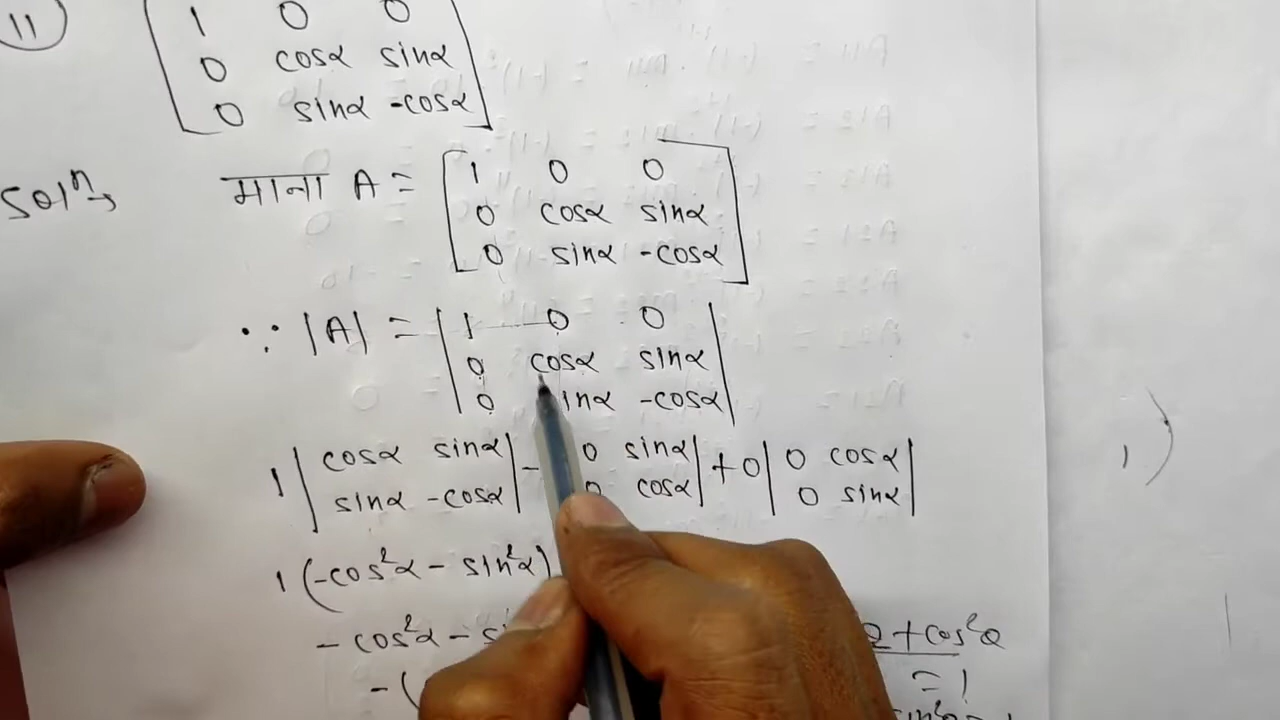 11
1 0 0
0 cosα sinα
0 sinα -cosα
Solⁿ→ माना A =
1 0 0
0 cosα sinα
0 sinα -cosα
∵ |A| =
1 0 0
0 cosα sinα
0 inα -cosα
1 | cosα sinα | - 0 sinα | + 0 | 0 cosα |
| sinα -cosα | 0 cosα | | 0 sinα |
1 (-cos²α - sin²α)
- cos²α - s +cos²θ
- ( = 1